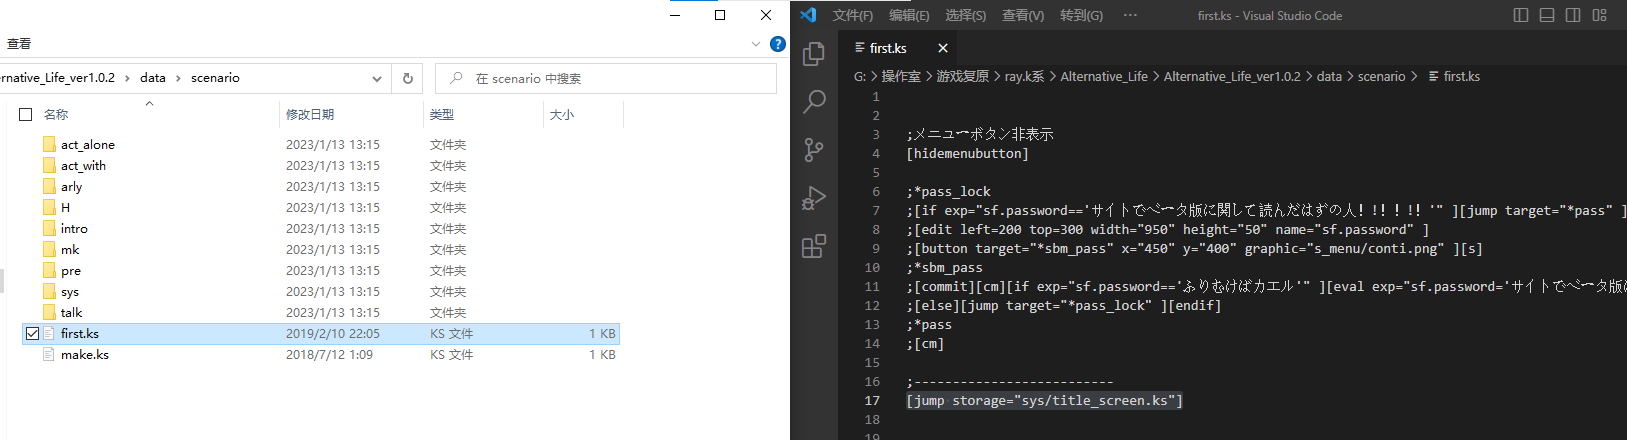 查看
rnative_Life_ver1.0.2 > data > scenario
在 scenario 中搜索
名称 修改日期 类型 大小
act_alone 2023/1/13 13:15 文件夹
act_with 2023/1/13 13:15 文件夹
arly 2023/1/13 13:15 文件夹
H 2023/1/13 13:15 文件夹
intro 2023/1/13 13:15 文件夹
mk 2023/1/13 13:15 文件夹
pre 2023/1/13 13:15 文件夹
sys 2023/1/13 13:15 文件夹
talk 2023/1/13 13:15 文件夹
first.ks 2019/2/10 22:05 KS 文件 1 KB
make.ks 2018/7/12 1:09 KS 文件 1 KB
文件(F) 编辑(E) 选择(S) 查看(V) 转到(G) ··· first.ks - Visual Studio Code
first.ks
G: > 操作室 > 游戏复原 > ray.k系 > Alternative_Life > Alternative_Life_ver1.0.2 > data > scenario > first.ks
1
2
3 ;メニューボタン非表示
4 [hidemenubutton]
5
6 ;*pass_lock
7 ;[if exp="sf.password=='サイトでベータ版に関して読んだはずの人！！！！！'" ][jump target="*pass" ]
8 ;[edit left=200 top=300 width="950" height="50" name="sf.password" ]
9 ;[button target="*sbm_pass" x="450" y="400" graphic="s_menu/conti.png" ][s]
10 ;*sbm_pass
11 ;[commit][cm][if exp="sf.password=='ふりむけばカエル'" ][eval exp="sf.password='サイトでベータ版に
12 ;[else][jump target="*pass_lock" ][endif]
13 ;*pass
14 ;[cm]
15
16 ;--------------------------
17 [jump storage="sys/title_screen.ks"]
18
19